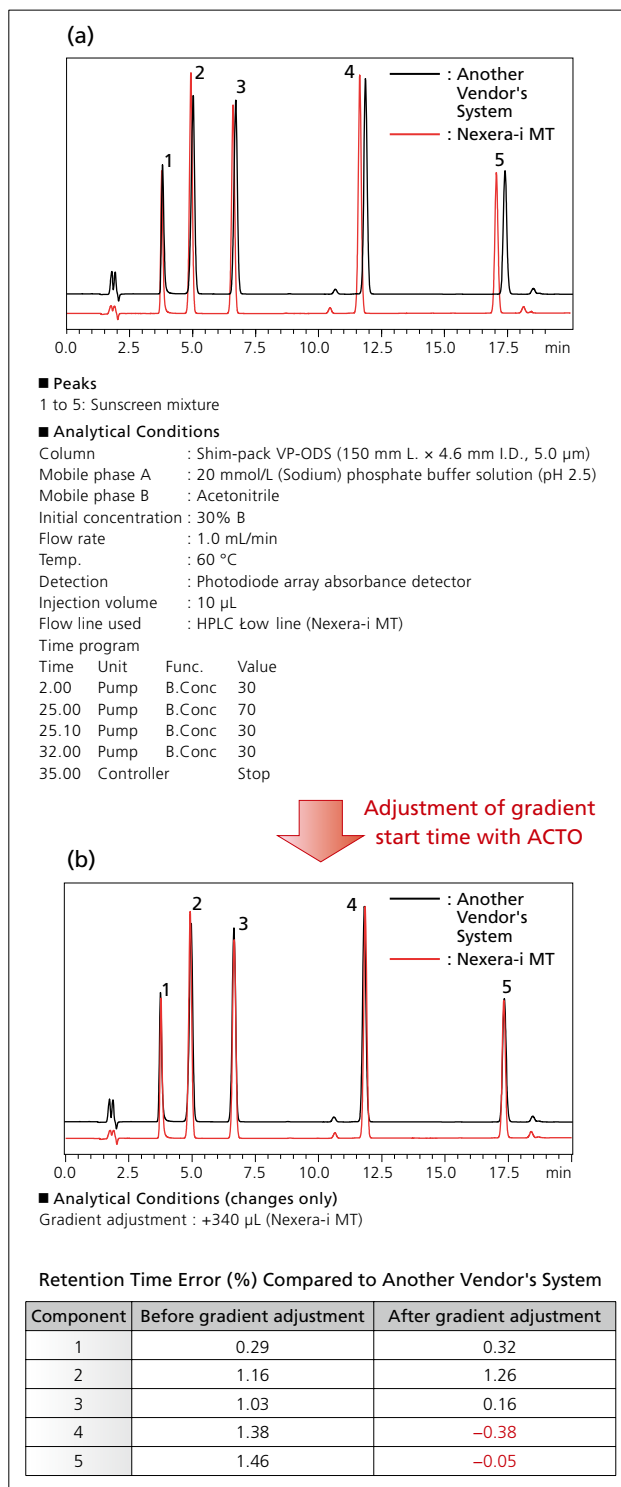 (a)
1
2
3
4
5
: Another
Vendor's
System
: Nexera-i MT
0.0 2.5 5.0 7.5 10.0 12.5 15.0 17.5 min
■ Peaks
1 to 5: Sunscreen mixture
■ Analytical Conditions
Column : Shim-pack VP-ODS (150 mm L. × 4.6 mm I.D., 5.0 µm)
Mobile phase A : 20 mmol/L (Sodium) phosphate buffer solution (pH 2.5)
Mobile phase B : Acetonitrile
Initial concentration : 30% B
Flow rate : 1.0 mL/min
Temp. : 60 °C
Detection : Photodiode array absorbance detector
Injection volume : 10 µL
Flow line used : HPLC Łow line (Nexera-i MT)
Time program
Time Unit Func. Value
2.00 Pump B.Conc 30
25.00 Pump B.Conc 70
25.10 Pump B.Conc 30
32.00 Pump B.Conc 30
35.00 Controller Stop
Adjustment of gradient
start time with ACTO
(b)
1
2
3
4
5
: Another
Vendor's
System
: Nexera-i MT
0.0 2.5 5.0 7.5 10.0 12.5 15.0 17.5 min
■ Analytical Conditions (changes only)
Gradient adjustment : +340 µL (Nexera-i MT)
Retention Time Error (%) Compared to Another Vendor's System
Component Before gradient adjustment After gradient adjustment
1 0.29 0.32
2 1.16 1.26
3 1.03 0.16
4 1.38 −0.38
5 1.46 −0.05